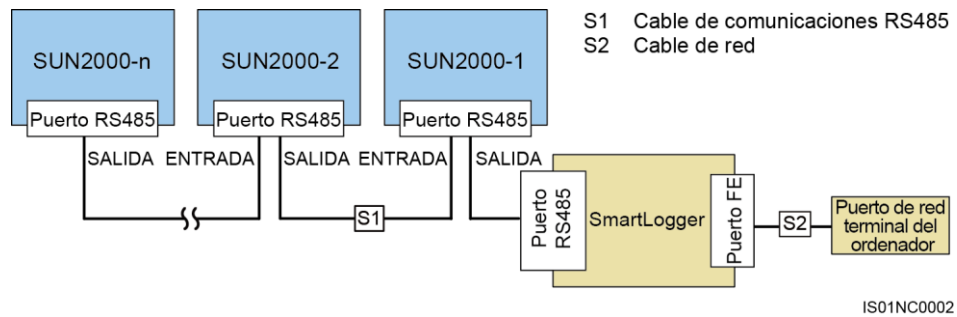 SUN2000-n
SUN2000-2
SUN2000-1
S1 Cable de comunicaciones RS485
S2 Cable de red
Puerto RS485
Puerto RS485
Puerto RS485
SALIDA ENTRADA
SALIDA ENTRADA
SALIDA
S1
Puerto
RS485
SmartLogger
Puerto FE
S2
Puerto de red
terminal del
ordenador
IS01NC0002